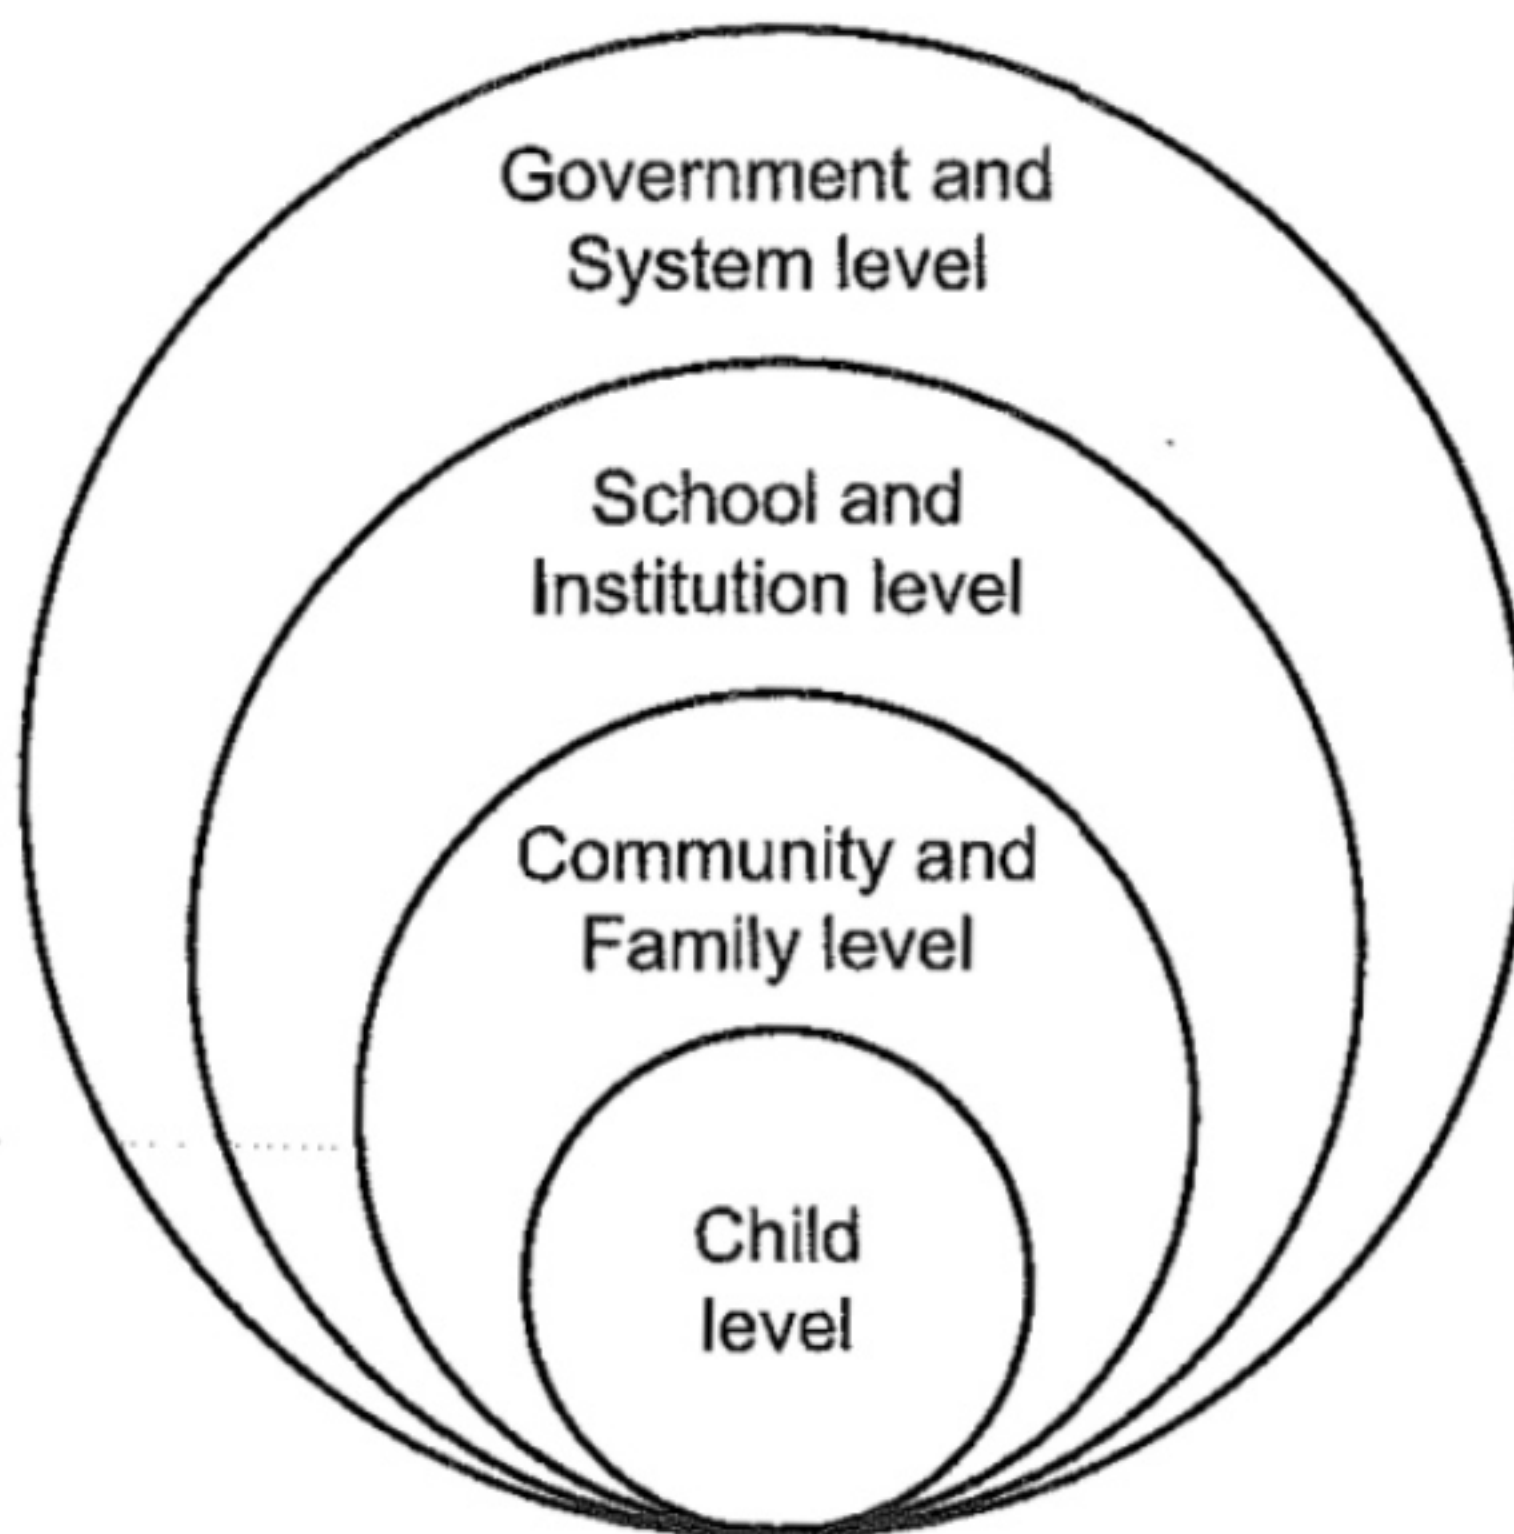 Government and
System level
School and
Institution level
Community and
Family level
Child
level